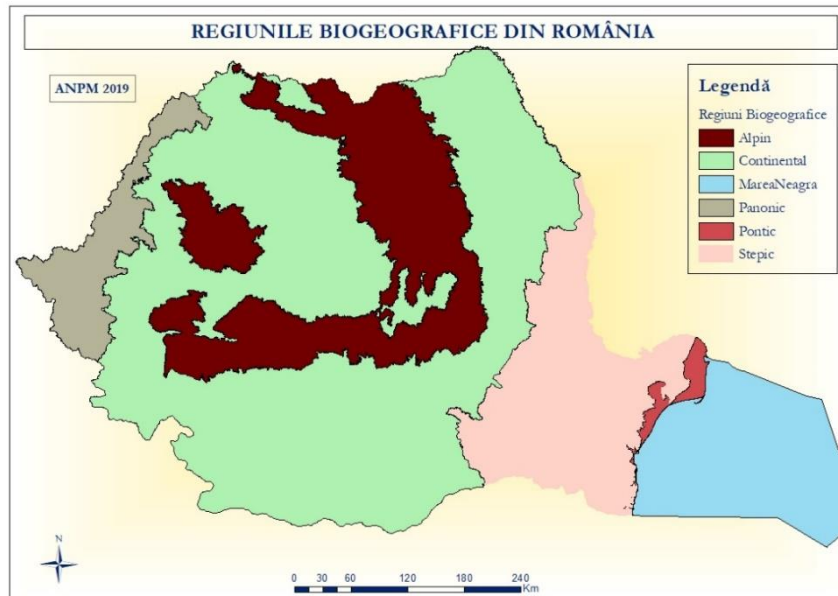 REGIUNILE BIOGEOGRAFICE DIN ROMÂNIA
ANPM 2019
Legendă
Regiuni Biogeografice
Alpin
Continental
MareaNeagra
Panonic
Pontic
Stepic
N
0 30 60 120 180 240
Km